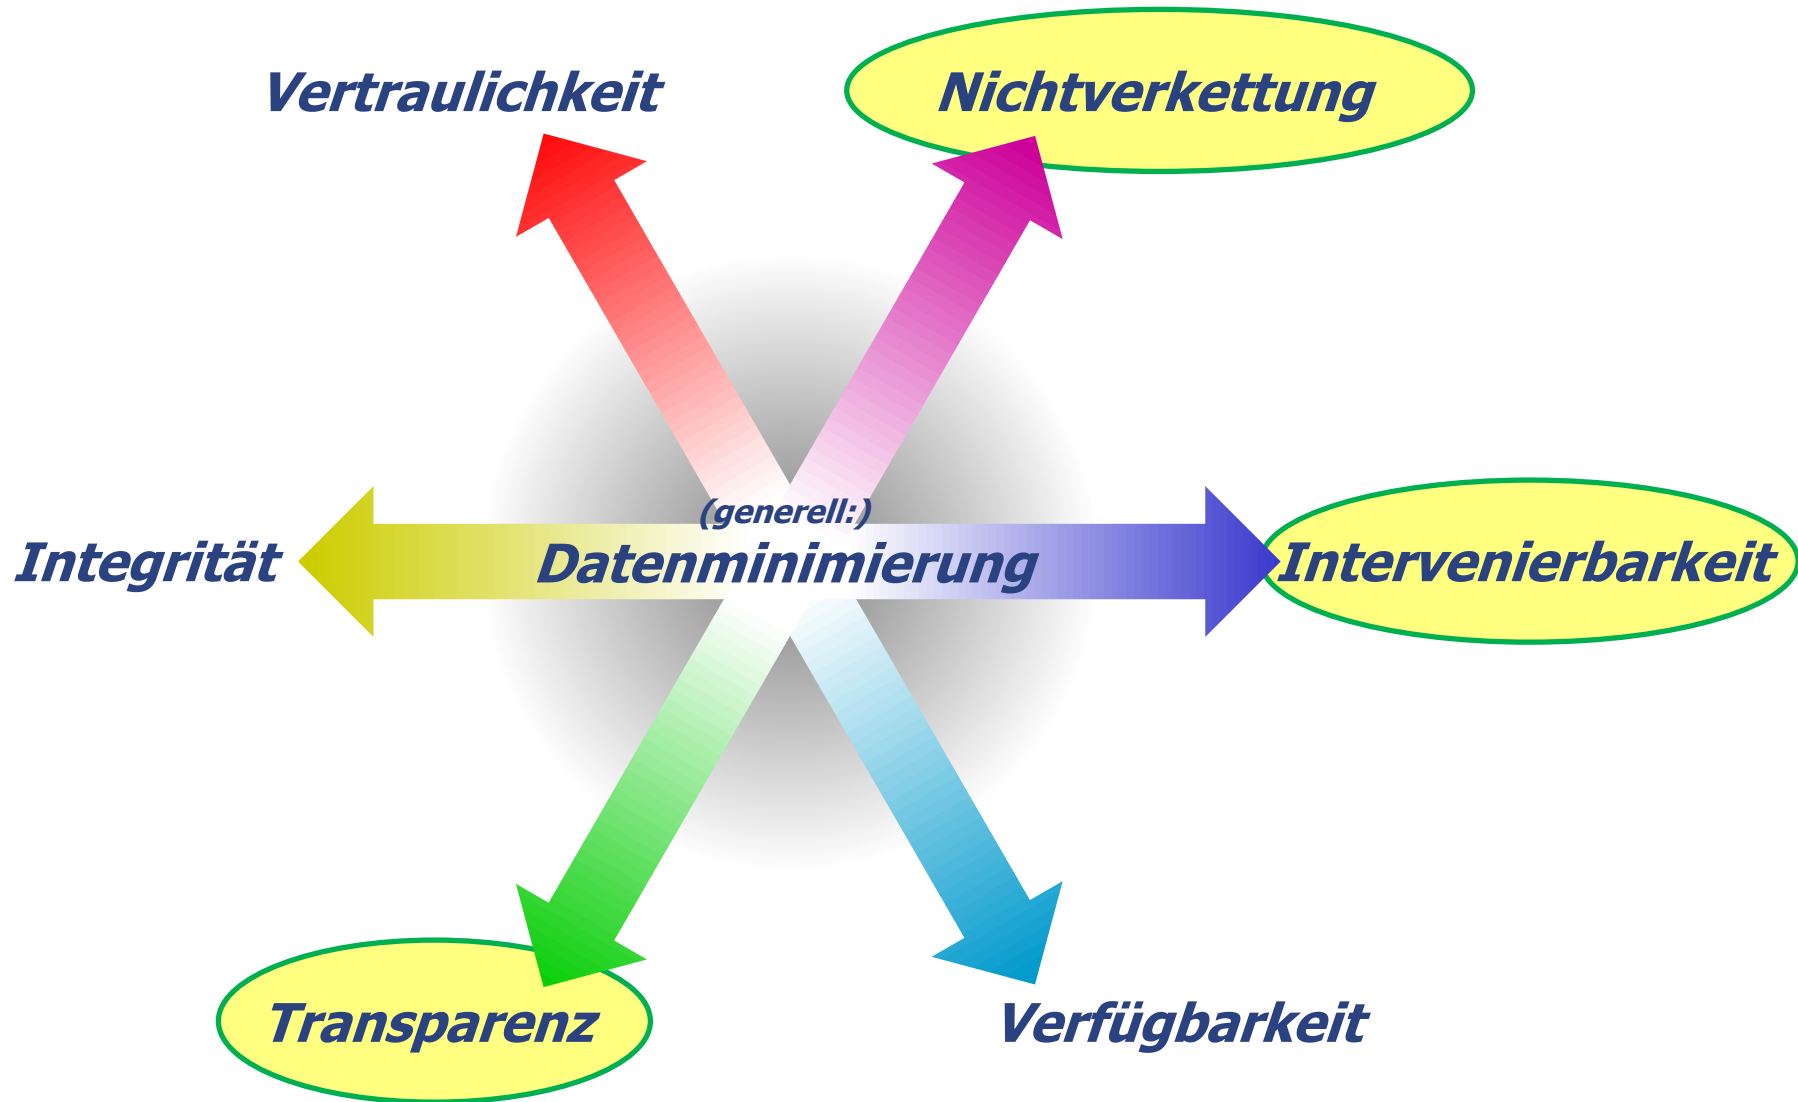 Vertraulichkeit
Nichtverkettung
(generell:)
Integrität
Datenminimierung
Intervenierbarkeit
Transparenz
Verfügbarkeit